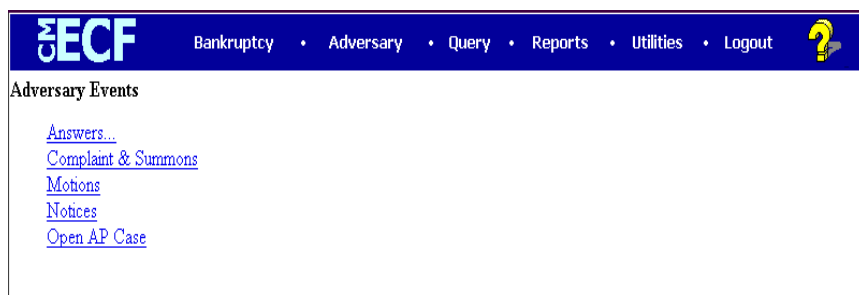 CM ECF Bankruptcy • Adversary • Query • Reports • Utilities • Logout ?
Adversary Events
Answers...
Complaint & Summons
Motions
Notices
Open AP Case